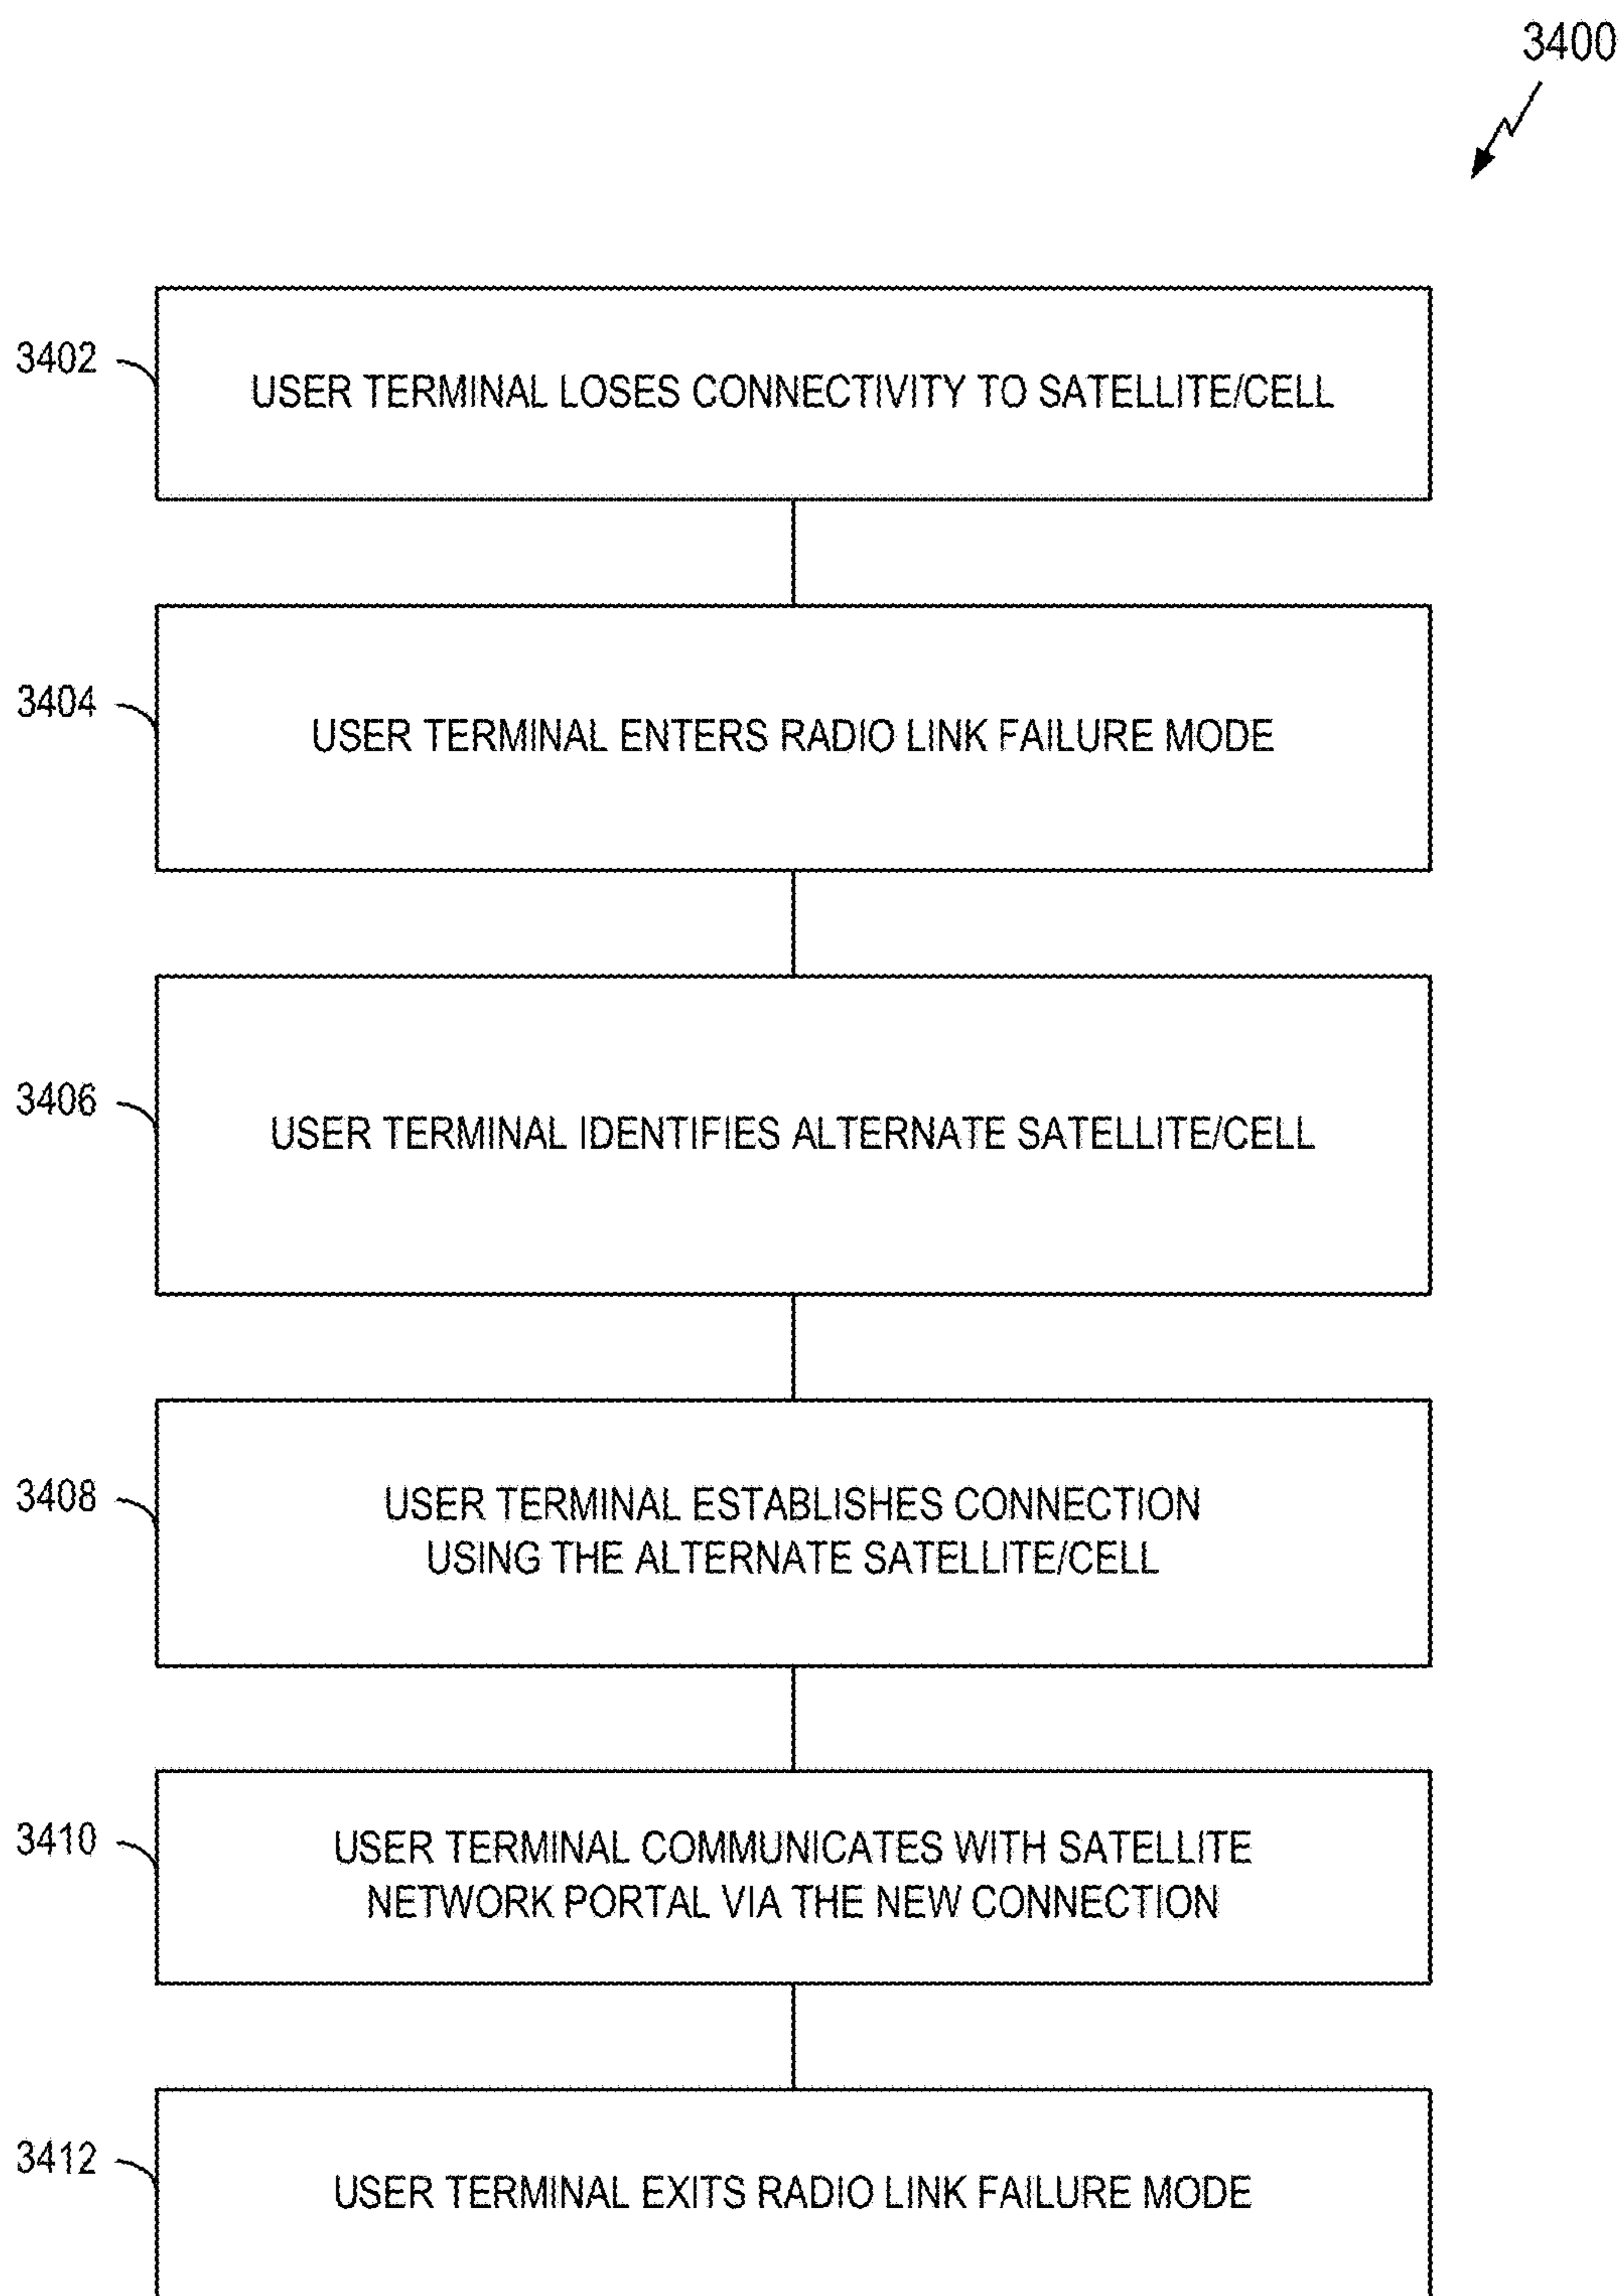 3400
3402
USER TERMINAL LOSES CONNECTIVITY TO SATELLITE/CELL
3404
USER TERMINAL ENTERS RADIO LINK FAILURE MODE
3406
USER TERMINAL IDENTIFIES ALTERNATE SATELLITE/CELL
3408
USER TERMINAL ESTABLISHES CONNECTION
USING THE ALTERNATE SATELLITE/CELL
3410
USER TERMINAL COMMUNICATES WITH SATELLITE
NETWORK PORTAL VIA THE NEW CONNECTION
3412
USER TERMINAL EXITS RADIO LINK FAILURE MODE